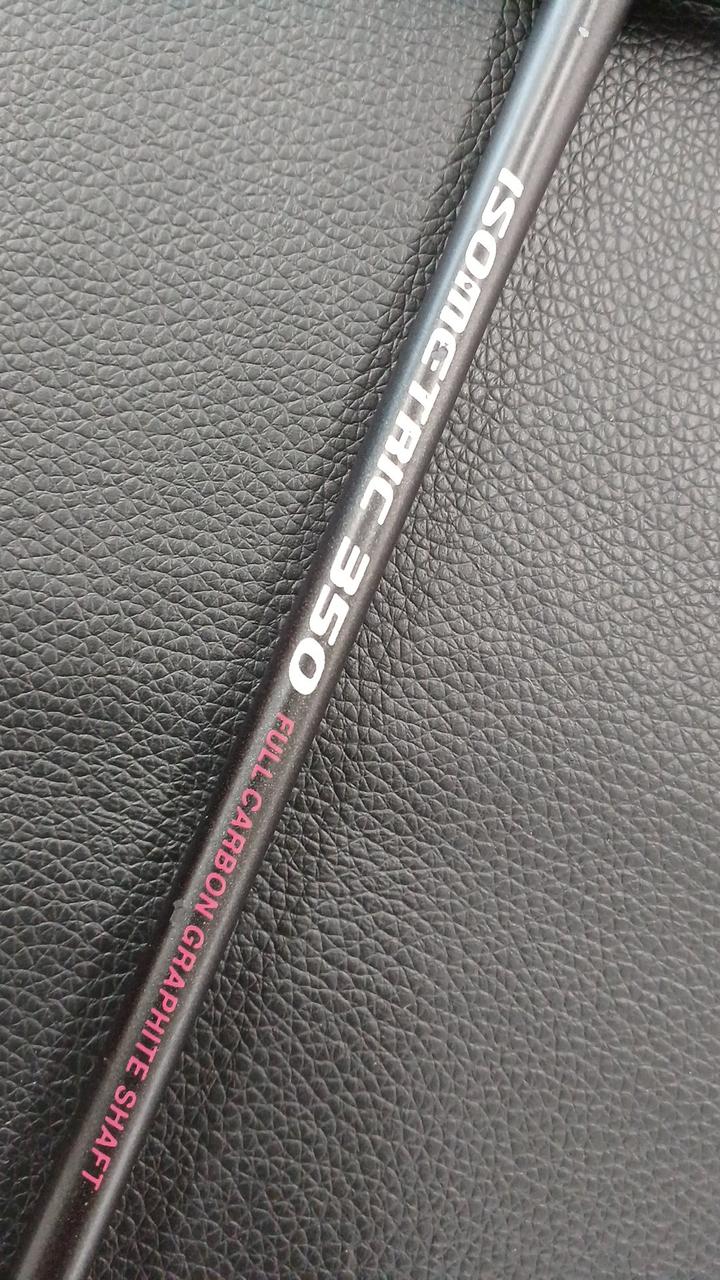 ISOMETRIC 350
FULL CARBON GRAPHITE SHAFT